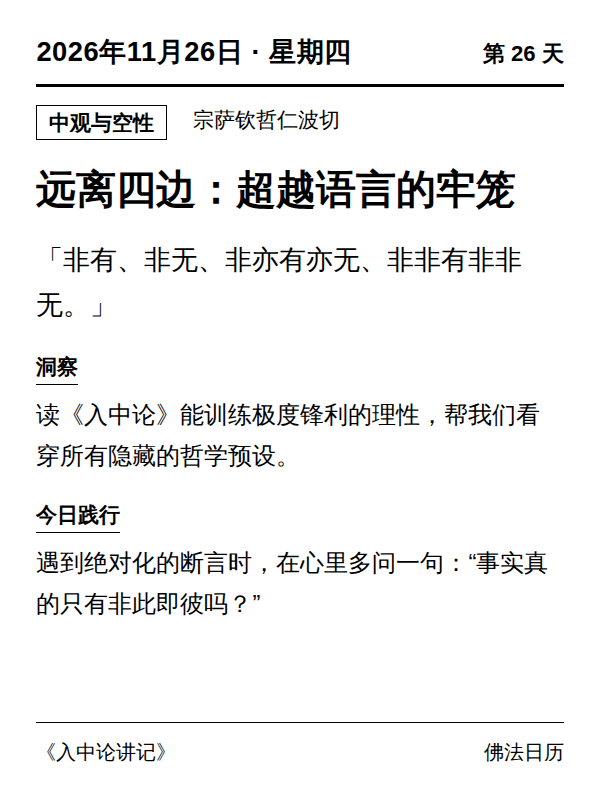 2026年11月26日 · 星期四
第 26 天
中观与空性
宗萨钦哲仁波切
远离四边：超越语言的牢笼
「非有、非无、非亦有亦无、非非有非非
无。」
洞察
读《入中论》能训练极度锋利的理性，帮我们看
穿所有隐藏的哲学预设。
今日践行
遇到绝对化的断言时，在心里多问一句：“事实真
的只有非此即彼吗？”
《入中论讲记》
佛法日历